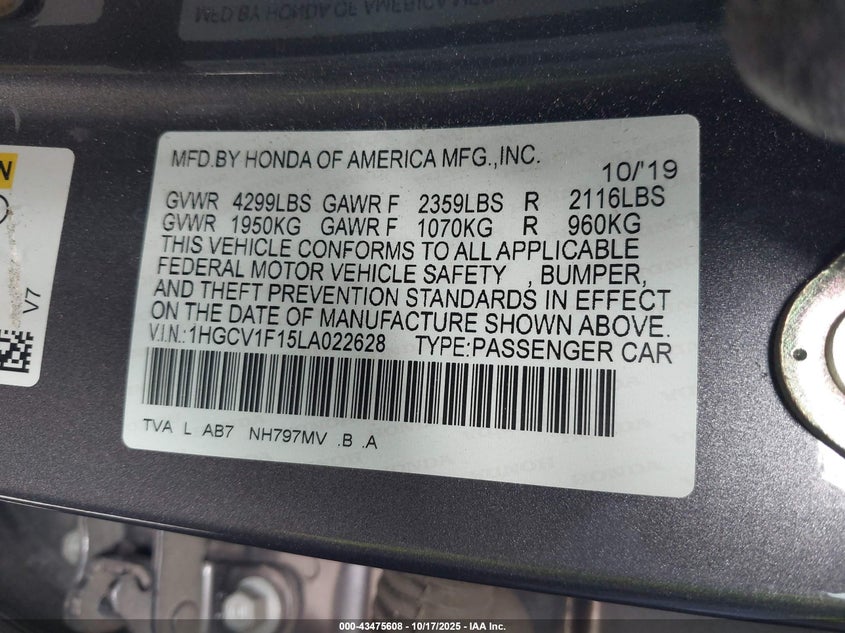 MFD.BY HONDA OF AMERICA MFG.,INC. 10/'19
GVWR 4299LBS GAWR F 2359LBS R 2116LBS
GVWR 1950KG GAWR F 1070KG R 960KG
THIS VEHICLE CONFORMS TO ALL APPLICABLE
FEDERAL MOTOR VEHICLE SAFETY , BUMPER,
AND THEFT PREVENTION STANDARDS IN EFFECT
ON THE DATE OF MANUFACTURE SHOWN ABOVE.
V.I.N.:1HGCV1F15LA022628 TYPE:PASSENGER CAR
TVA L AB7 NH797MV .B .A
V7
000-43475608 | 10/17/2025 - IAA Inc.